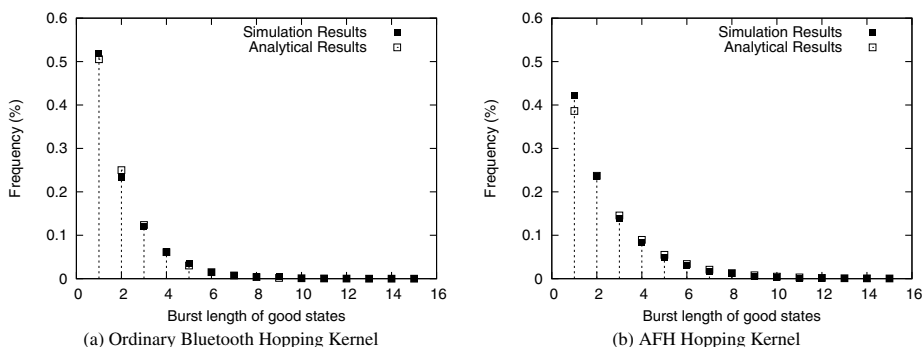 0.6
0.5
0.4
0.3
0.2
0.1
0
Frequency (%)
Simulation Results
Analytical Results
0 2 4 6 8 10 12 14 16
Burst length of good states
(a) Ordinary Bluetooth Hopping Kernel
0.6
0.5
0.4
0.3
0.2
0.1
0
Frequency (%)
Simulation Results
Analytical Results
0 2 4 6 8 10 12 14 16
Burst length of good states
(b) AFH Hopping Kernel